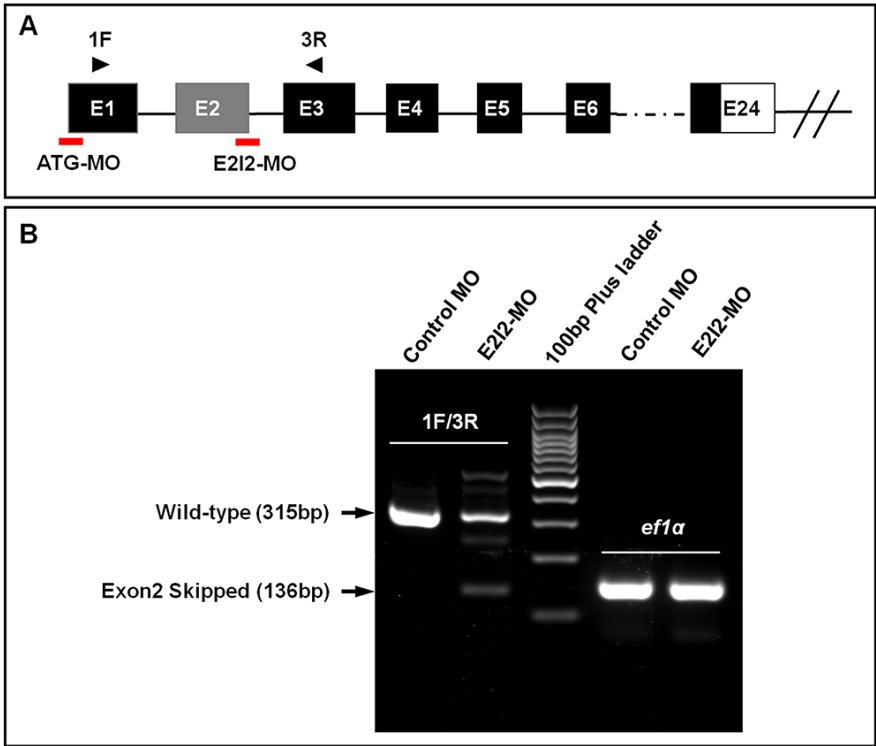 A
1F 3R
E1 E2 E3 E4 E5 E6 E24
ATG-MO E2I2-MO
B
Control MO E2I2-MO 100bp Plus ladder Control MO E2I2-MO
1F/3R
Wild-type (315bp)
ef1α
Exon2 Skipped (136bp)